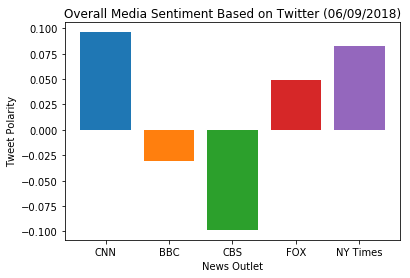 Overall Media Sentiment Based on Twitter (06/09/2018)
0.100
0.075
0.050
0.025
0.000
−0.025
−0.050
−0.075
−0.100
Tweet Polarity
CNN BBC CBS FOX NY Times
News Outlet